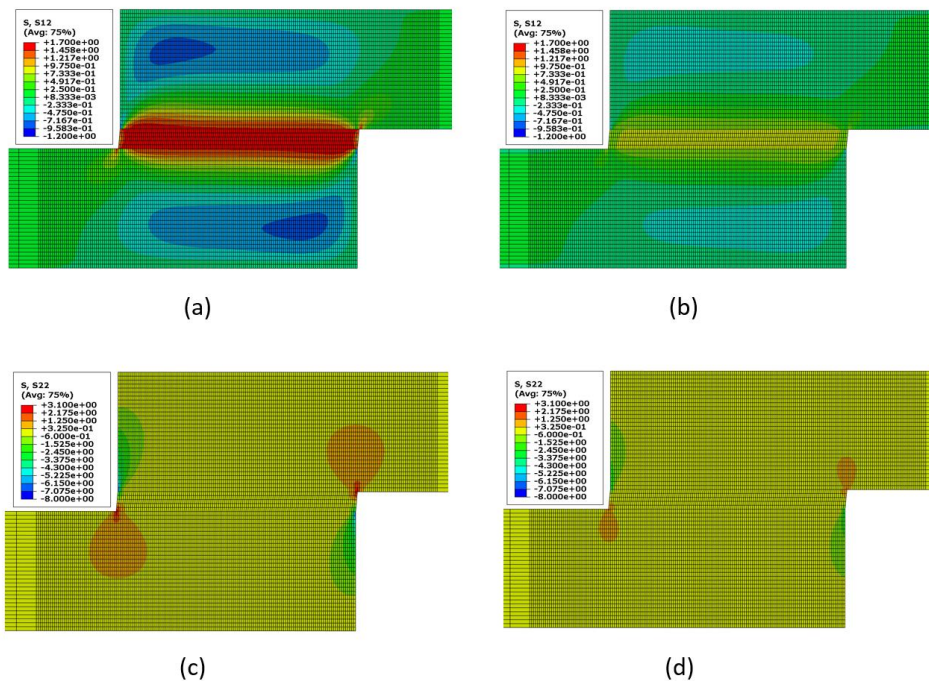 S, S12
(Avg: 75%)
+1.700e+00
+1.458e+00
+1.217e+00
+9.750e-01
+7.333e-01
+4.917e-01
+2.500e-01
+8.333e-03
-2.333e-01
-4.750e-01
-7.167e-01
-9.583e-01
-1.200e+00
S, S12
(Avg: 75%)
+1.700e+00
+1.458e+00
+1.217e+00
+9.750e-01
+7.333e-01
+4.917e-01
+2.500e-01
+8.333e-03
-2.333e-01
-4.750e-01
-7.167e-01
-9.583e-01
-1.200e+00
(a)
(b)
S, S22
(Avg: 75%)
+3.100e+00
+2.175e+00
+1.250e+00
+3.250e-01
-6.000e-01
-1.525e+00
-2.450e+00
-3.375e+00
-4.300e+00
-5.225e+00
-6.150e+00
-7.075e+00
-8.000e+00
S, S22
(Avg: 75%)
+3.100e+00
+2.175e+00
+1.250e+00
+3.250e-01
-6.000e-01
-1.525e+00
-2.450e+00
-3.375e+00
-4.300e+00
-5.225e+00
-6.150e+00
-7.075e+00
-8.000e+00
(c)
(d)